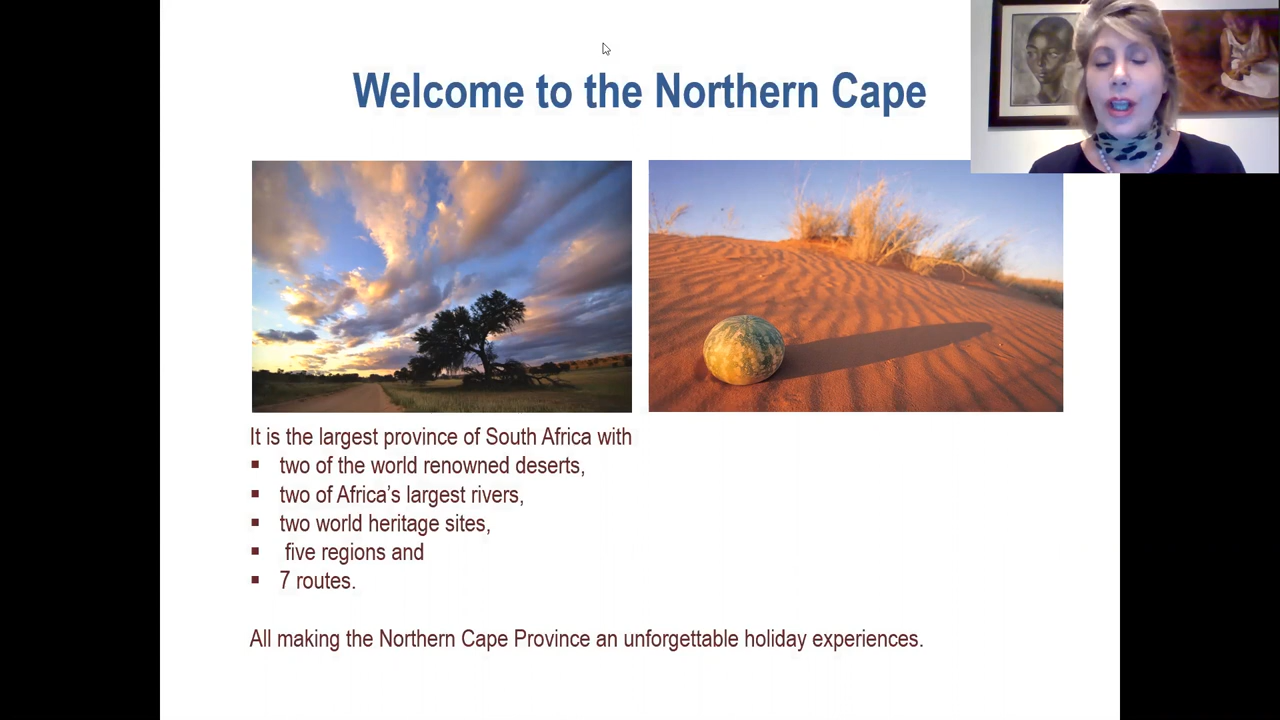 Welcome to the Northern Cape
It is the largest province of South Africa with
▪ two of the world renowned deserts,
▪ two of Africa’s largest rivers,
▪ two world heritage sites,
▪ five regions and
▪ 7 routes.
All making the Northern Cape Province an unforgettable holiday experiences.